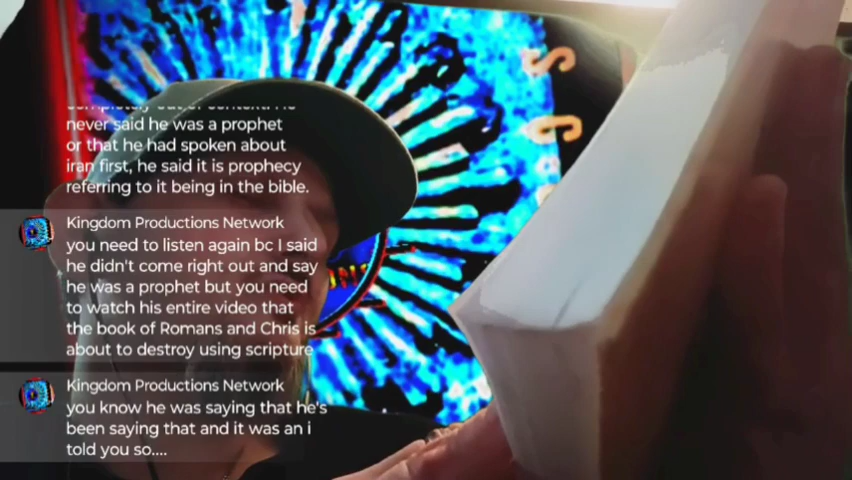 never said he was a prophet
or that he had spoken about
iran first, he said it is prophecy
referring to it being in the bible.
Kingdom Productions Network
you need to listen again bc I said
he didn't come right out and say
he was a prophet but you need
to watch his entire video that
the book of Romans and Chris is
about to destroy using scripture
Kingdom Productions Network
you know he was saying that he's
been saying that and it was an i
told you so....